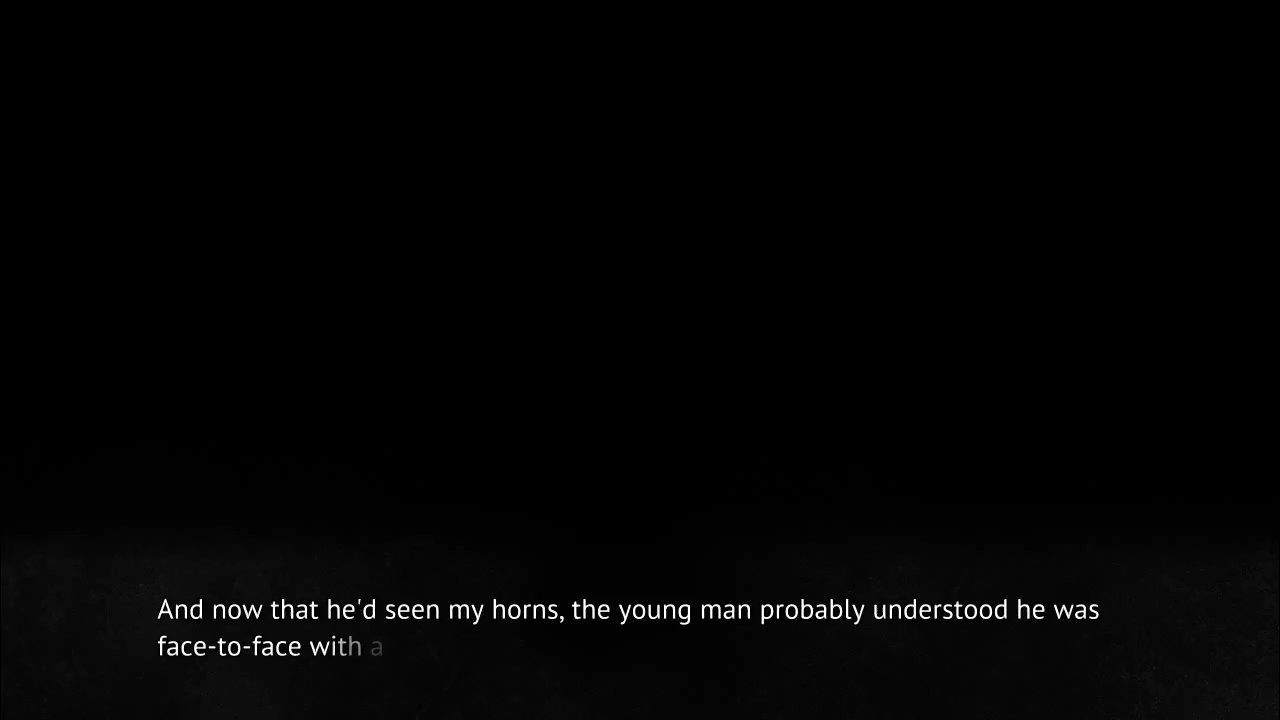 And now that he'd seen my horns, the young man probably understood he was
face-to-face with a